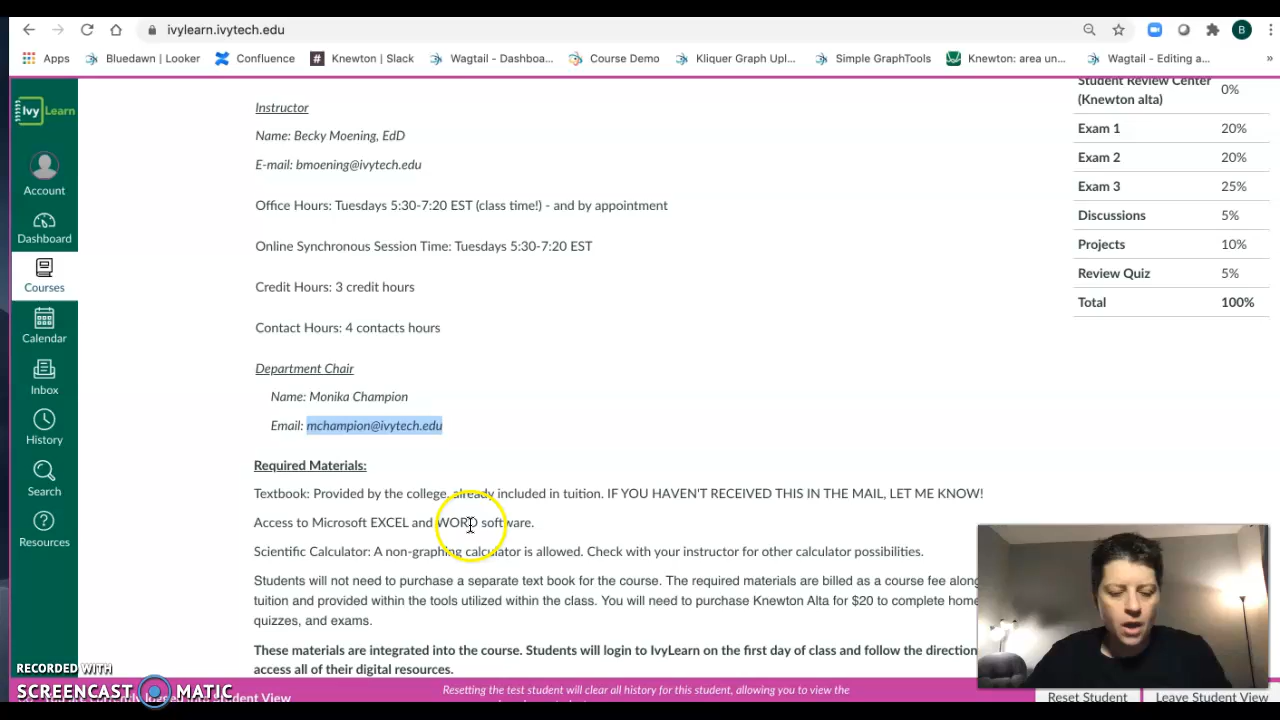 ivylearn.ivytech.edu
B
Apps
Bluedawn | Looker
Confluence
Knewton | Slack
Wagtail - Dashboa...
Course Demo
Kliquer Graph Upl...
Simple GraphTools
Knewton: area un...
Wagtail - Editing a...
»
Ivy Learn
Account
Dashboard
Courses
Calendar
Inbox
History
Search
Resources
Instructor
Name: Becky Moening, EdD
E-mail: bmoening@ivytech.edu
Office Hours: Tuesdays 5:30-7:20 EST (class time!) - and by appointment
Online Synchronous Session Time: Tuesdays 5:30-7:20 EST
Credit Hours: 3 credit hours
Contact Hours: 4 contacts hours
Department Chair
Name: Monika Champion
Email: mchampion@ivytech.edu
Required Materials:
Textbook: Provided by the college, already included in tuition. IF YOU HAVEN'T RECEIVED THIS IN THE MAIL, LET ME KNOW!
Access to Microsoft EXCEL and WORD software.
Scientific Calculator: A non-graphing calculator is allowed. Check with your instructor for other calculator possibilities.
Students will not need to purchase a separate text book for the course. The required materials are billed as a course fee along
tuition and provided within the tools utilized within the class. You will need to purchase Knewton Alta for $20 to complete home
quizzes, and exams.
These materials are integrated into the course. Students will login to IvyLearn on the first day of class and follow the direction
access all of their digital resources.
Student Review Center
(Knewton alta) 0%
Exam 1 20%
Exam 2 20%
Exam 3 25%
Discussions 5%
Projects 10%
Review Quiz 5%
Total 100%
RECORDED WITH
SCREENCAST MATIC
Student View
Resetting the test student will clear all history for this student, allowing you to view the
Reset Student
Leave Student View